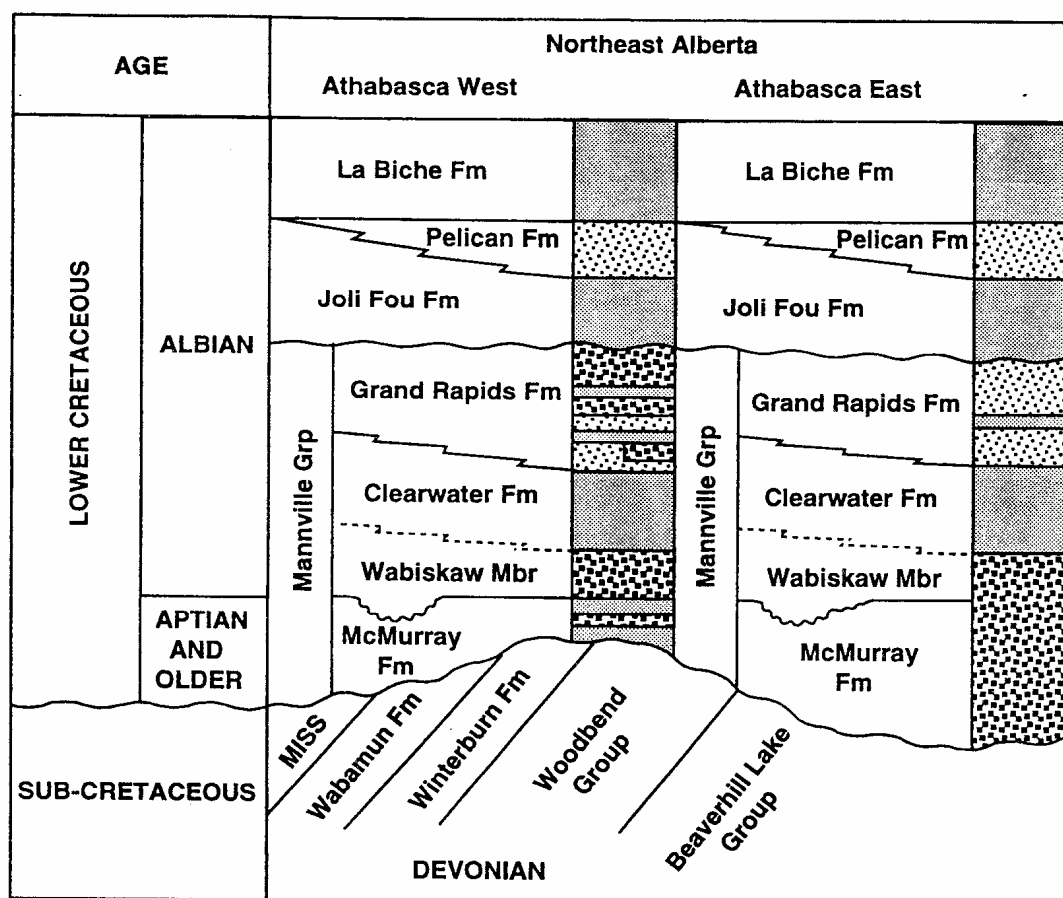 AGE
Northeast Alberta
Athabasca West
Athabasca East
LOWER CRETACEOUS
ALBIAN
APTIAN
AND
OLDER
SUB-CRETACEOUS
La Biche Fm
Pelican Fm
Joli Fou Fm
Mannville Grp
Grand Rapids Fm
Clearwater Fm
Wabiskaw Mbr
McMurray
Fm
La Biche Fm
Pelican Fm
Joli Fou Fm
Mannville Grp
Grand Rapids Fm
Clearwater Fm
Wabiskaw Mbr
McMurray
Fm
MISS
Wabamun Fm
Winterburn Fm
Woodbend
Group
Beaverhill Lake
Group
DEVONIAN